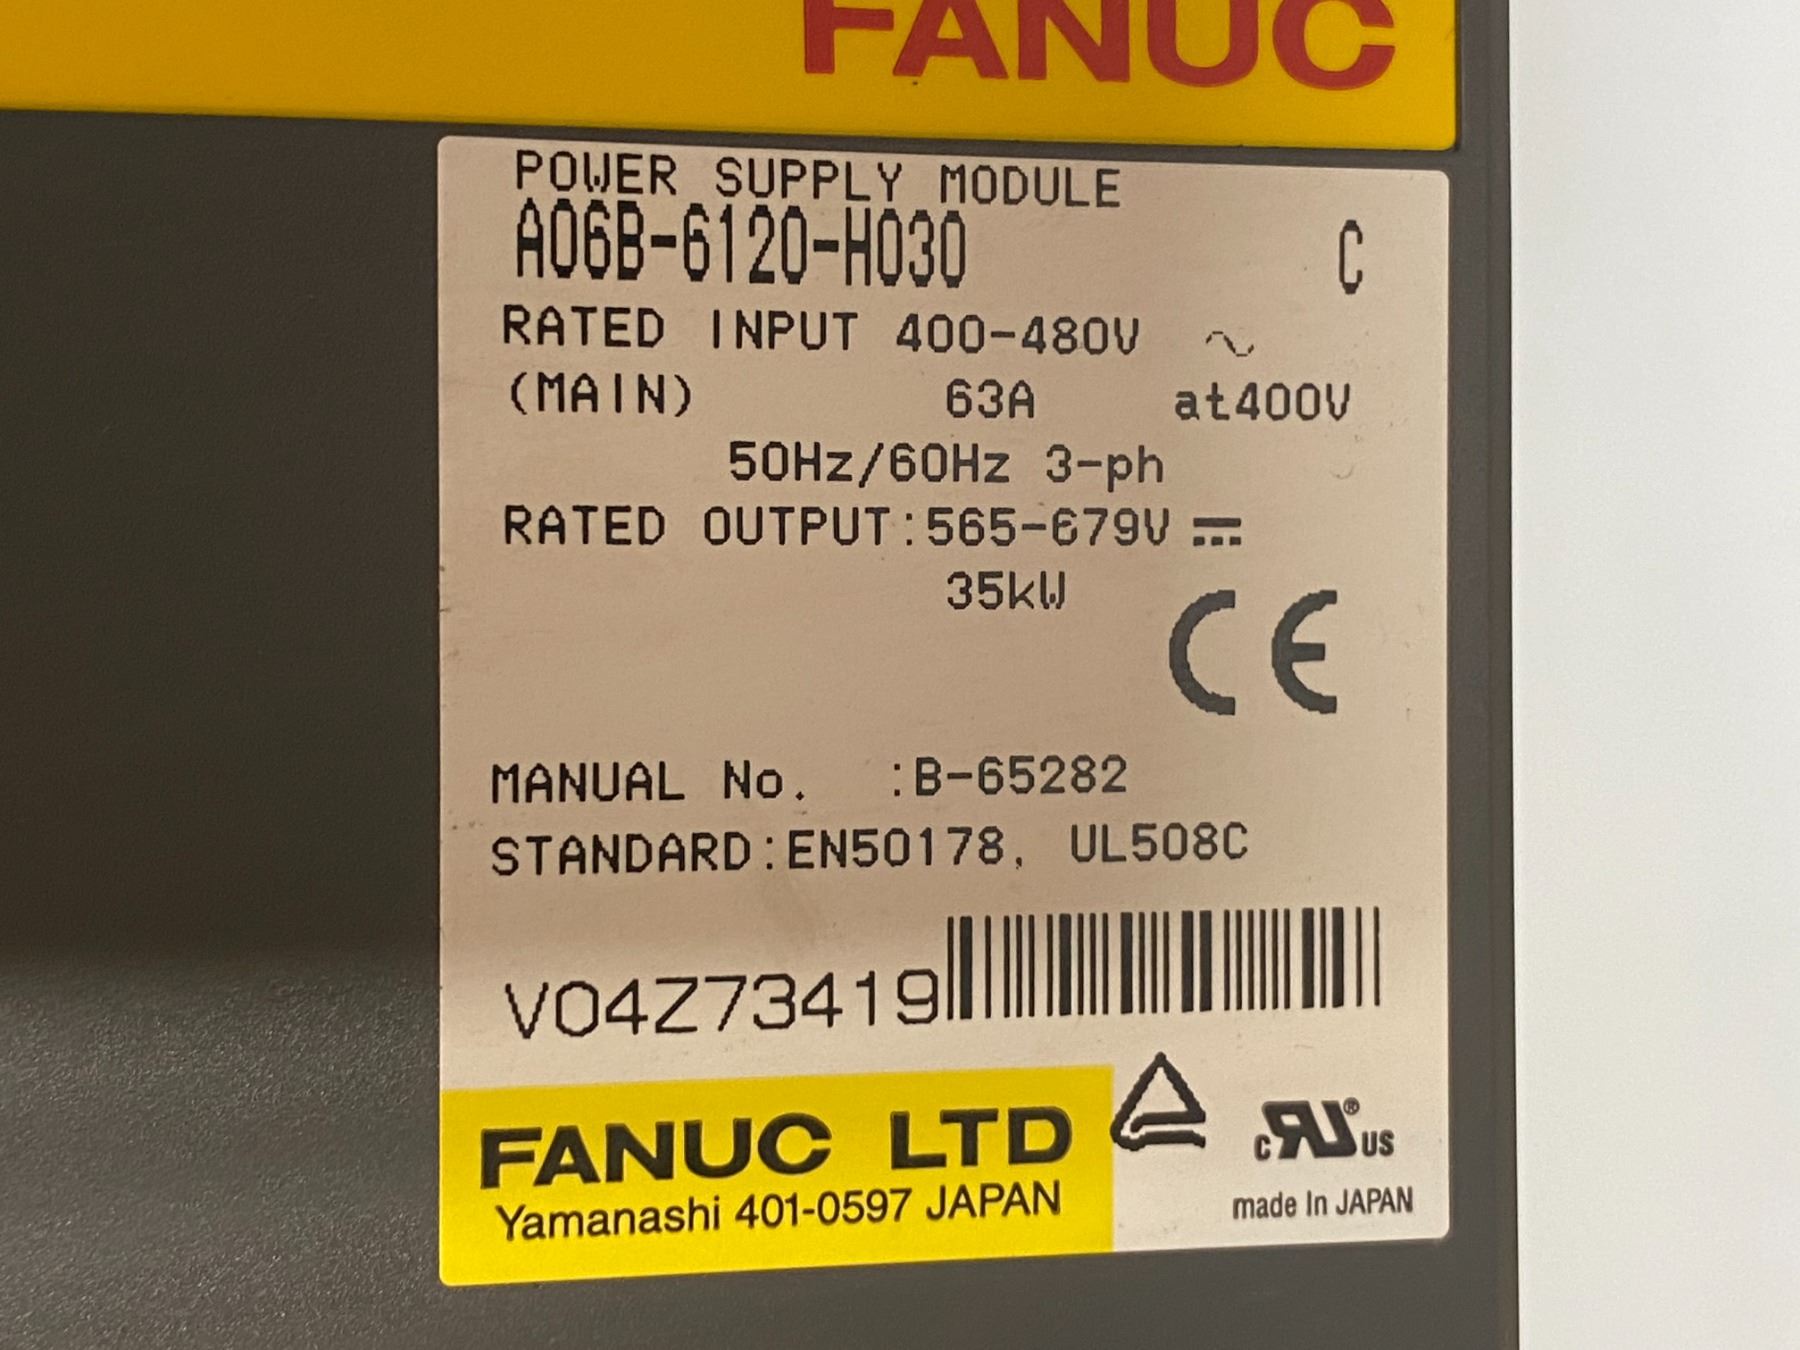 FANUC
POWER SUPPLY MODULE
A06B-6120-H030 C
RATED INPUT 400-480V ~
(MAIN) 63A at400V
50Hz/60Hz 3-ph
RATED OUTPUT:565-679V ⎓
35kW
CE
MANUAL No. :B-65282
STANDARD:EN50178, UL508C
V04Z73419
FANUC LTD
Yamanashi 401-0597 JAPAN
c RU ® US
made In JAPAN